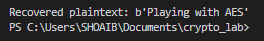 Recovered plaintext: b'Playing with AES'
PS C:\Users\SHOAIB\Documents\crypto_lab>